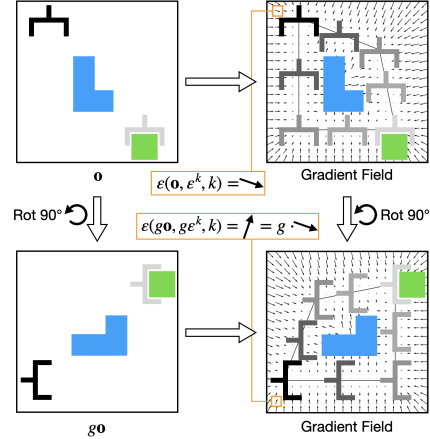 𝐨
Gradient Field
ε(𝐨, ε^k, k) =
Rot 90°
Rot 90°
ε(g𝐨, gε^k, k) = = g ·
g𝐨
Gradient Field